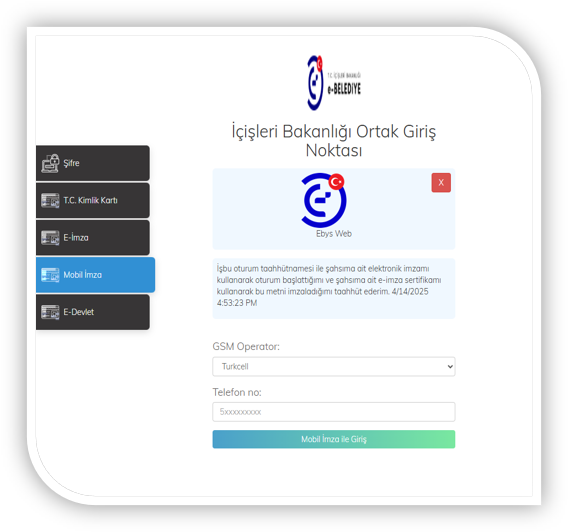 T.C. İÇİŞLERİ BAKANLIĞI
e-BELEDİYE
İçişleri Bakanlığı Ortak Giriş
Noktası
X
Ebys Web
Şifre
T.C. Kimlik Kartı
E-İmza
Mobil İmza
E-Devlet
İşbu oturum taahhütnamesi ile şahsıma ait elektronik imzamı
kullanarak oturum başlattığımı ve şahsıma ait e-imza sertifikamı
kullanarak bu metni imzaladığımı taahhüt ederim. 4/14/2025
4:53:23 PM
GSM Operator:
Turkcell
Telefon no:
5xxxxxxxxx
Mobil İmza ile Giriş